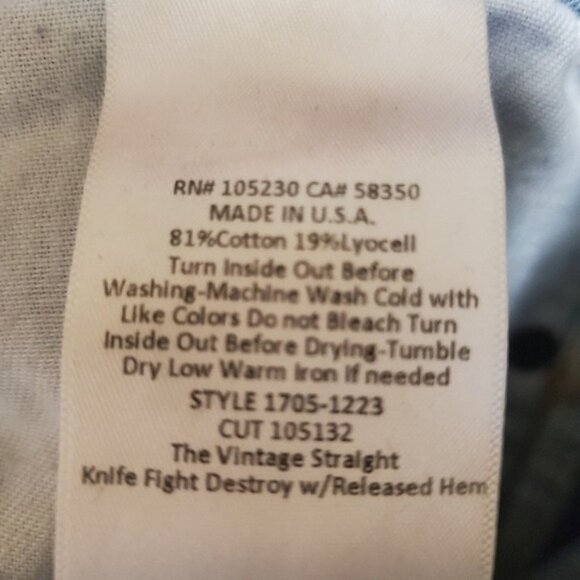 RN# 105230 CA# 58350
MADE IN U.S.A.
81%Cotton 19%Lyocell
Turn Inside Out Before
Washing-Machine Wash Cold with
Like Colors Do not Bleach Turn
Inside Out Before Drying-Tumble
Dry Low Warm Iron If needed
STYLE 1705-1223
CUT 105132
The Vintage Straight
Knife Fight Destroy w/Released Hem